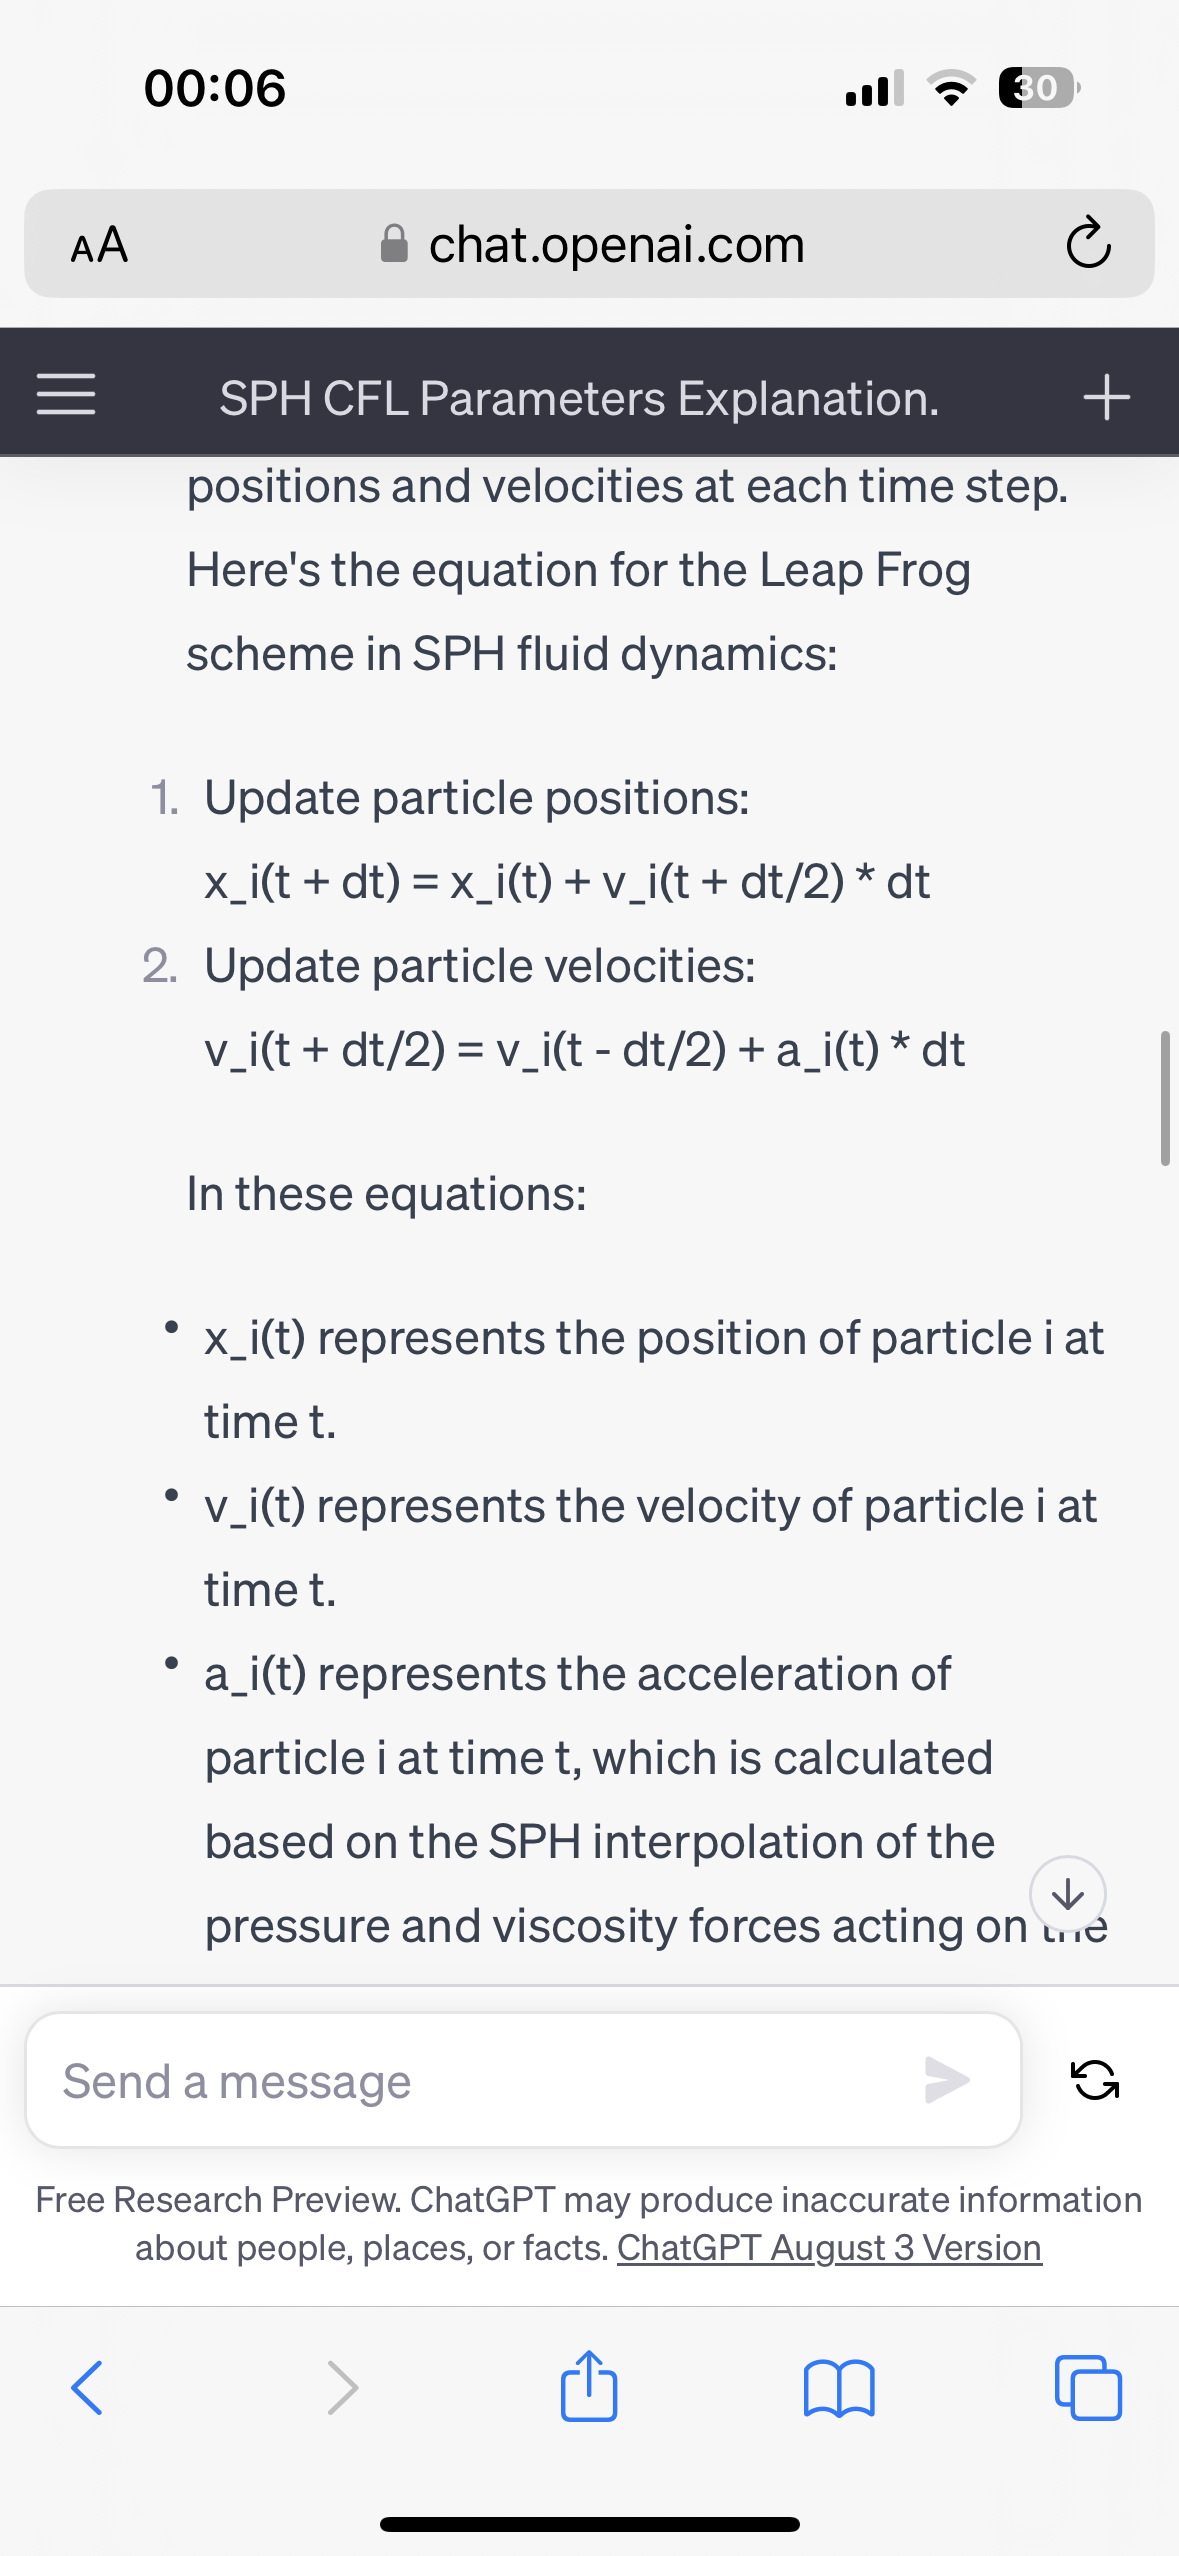 00:06
30
AA
chat.openai.com
SPH CFL Parameters Explanation.
positions and velocities at each time step.
Here's the equation for the Leap Frog
scheme in SPH fluid dynamics:
1. Update particle positions:
x_i(t + dt) = x_i(t) + v_i(t + dt/2) * dt
2. Update particle velocities:
v_i(t + dt/2) = v_i(t - dt/2) + a_i(t) * dt
In these equations:
• x_i(t) represents the position of particle i at
time t.
• v_i(t) represents the velocity of particle i at
time t.
• a_i(t) represents the acceleration of
particle i at time t, which is calculated
based on the SPH interpolation of the
pressure and viscosity forces acting on the
Send a message
Free Research Preview. ChatGPT may produce inaccurate information
about people, places, or facts. ChatGPT August 3 Version